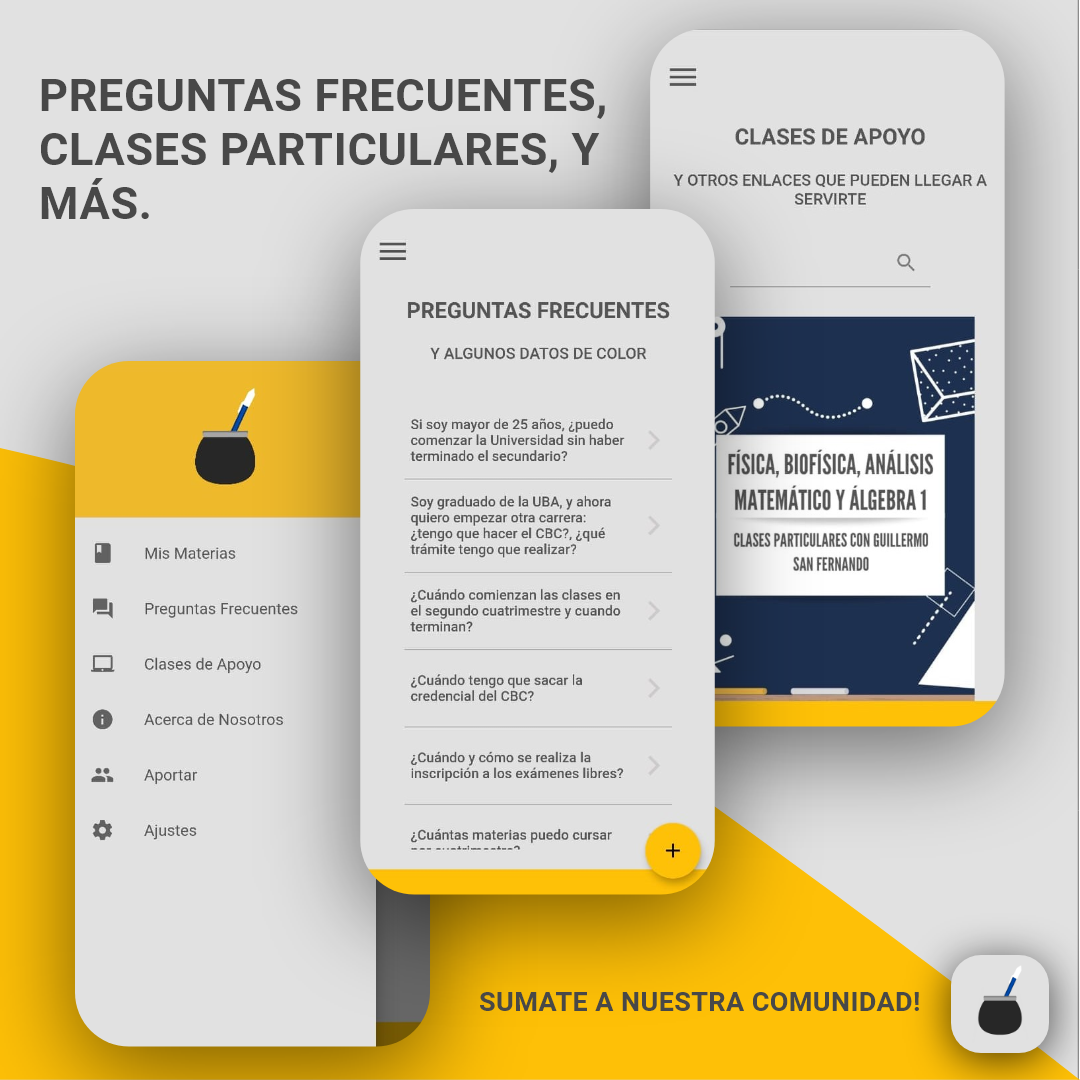 PREGUNTAS FRECUENTES,
CLASES PARTICULARES, Y
MÁS.
CLASES DE APOYO
Y OTROS ENLACES QUE PUEDEN LLEGAR A
SERVIRTE
FÍSICA, BIOFÍSICA, ANÁLISIS
MATEMÁTICO Y ÁLGEBRA 1
CLASES PARTICULARES CON GUILLERMO
SAN FERNANDO
PREGUNTAS FRECUENTES
Y ALGUNOS DATOS DE COLOR
Si soy mayor de 25 años, ¿puedo
comenzar la Universidad sin haber
terminado el secundario?
Soy graduado de la UBA, y ahora
quiero empezar otra carrera:
¿tengo que hacer el CBC?, ¿qué
trámite tengo que realizar?
¿Cuándo comienzan las clases en
el segundo cuatrimestre y cuando
terminan?
¿Cuándo tengo que sacar la
credencial del CBC?
¿Cuándo y cómo se realiza la
inscripción a los exámenes libres?
¿Cuántas materias puedo cursar
por cuatrimestre?
Mis Materias
Preguntas Frecuentes
Clases de Apoyo
Acerca de Nosotros
Aportar
Ajustes
SUMATE A NUESTRA COMUNIDAD!